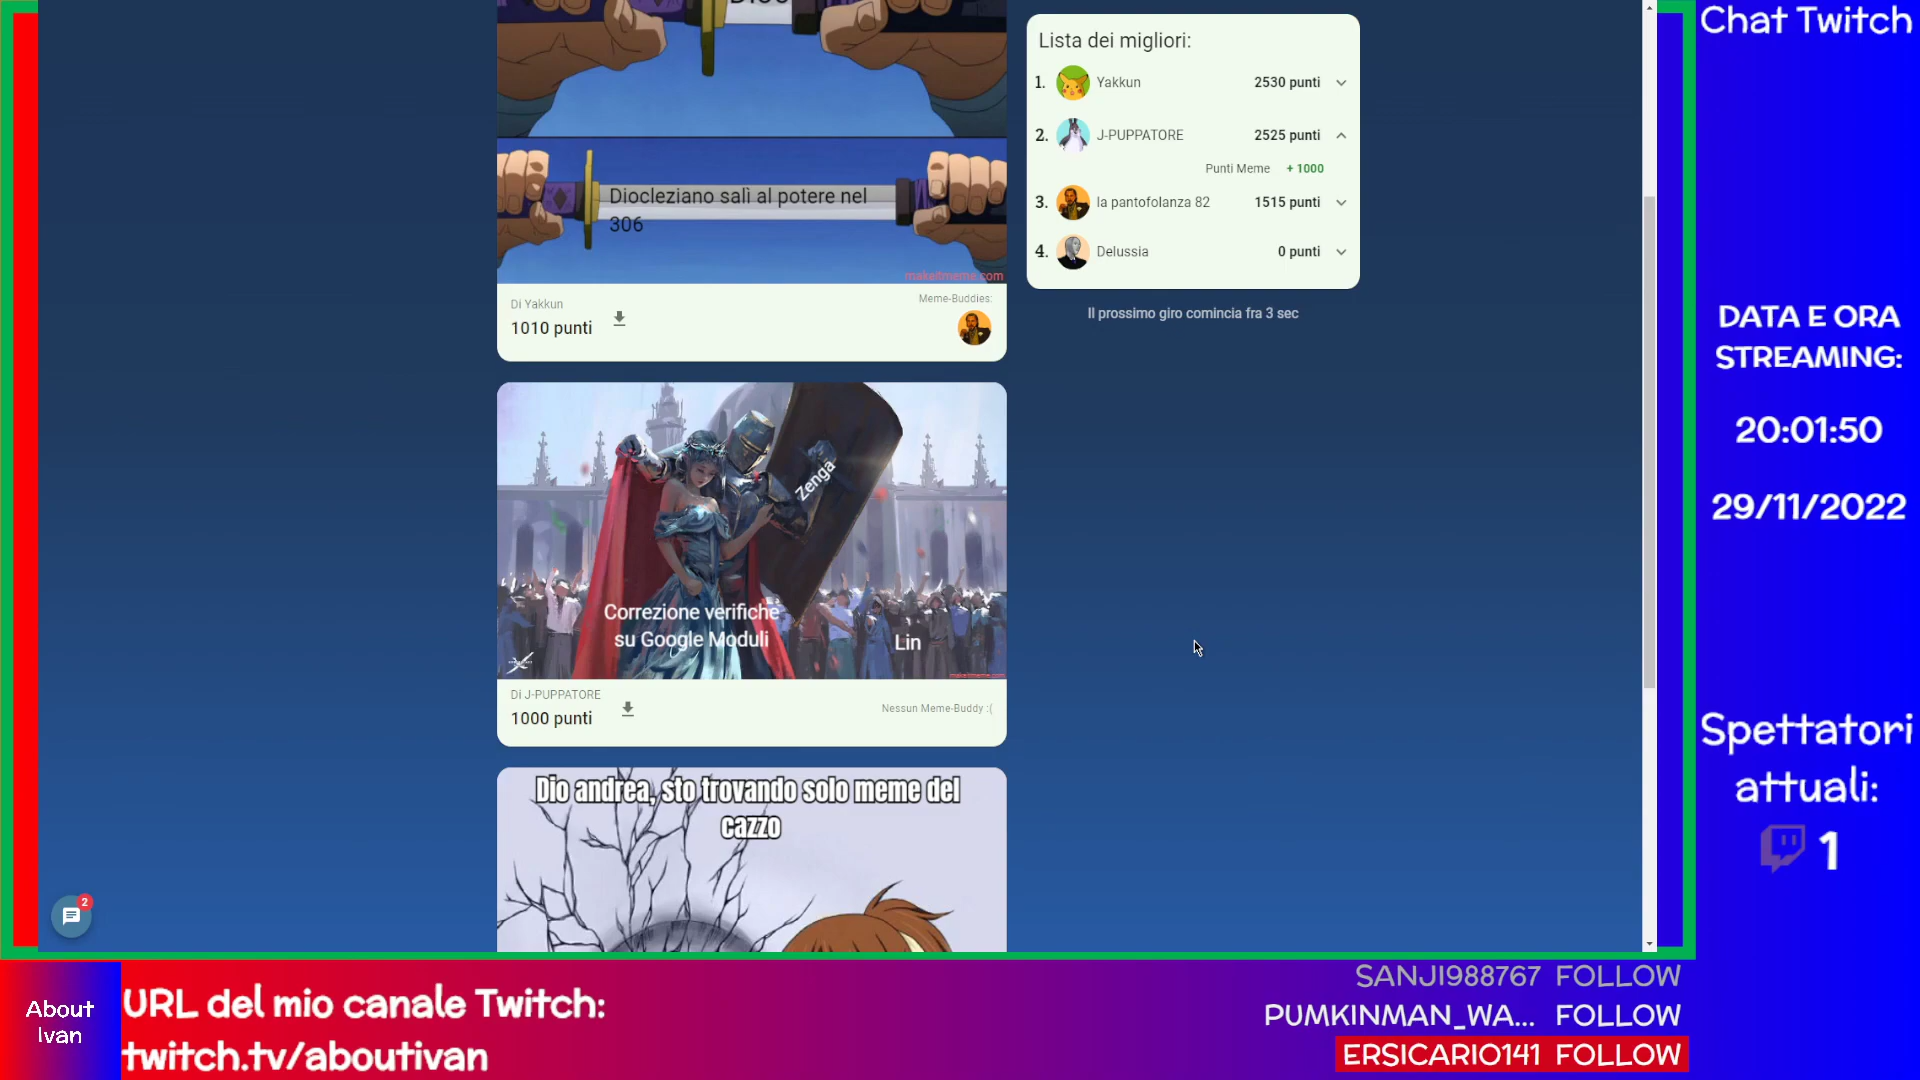 Chat Twitch
Lista dei migliori:
1. Yakkun 2530 punti
2. J-PUPPATORE 2525 punti
Punti Meme + 1000
3. la pantofolanza 82 1515 punti
4. Delussia 0 punti
Il prossimo giro comincia fra 3 sec
Diocleziano salì al potere nel
306
makeitmeme.com
Di Yakkun
1010 punti
Meme-Buddies:
Zenga
Correzione verifiche
su Google Moduli
Lin
makeitmeme.com
Di J-PUPPATORE
1000 punti
Nessun Meme-Buddy :(
Dio andrea, sto trovando solo meme del
cazzo
2
DATA E ORA
STREAMING:
20:01:50
29/11/2022
Spettatori
attuali:
1
About
Ivan
URL del mio canale Twitch:
twitch.tv/aboutivan
SANJI988767 FOLLOW
PUMKINMAN_WA... FOLLOW
ERSICARIO141 FOLLOW